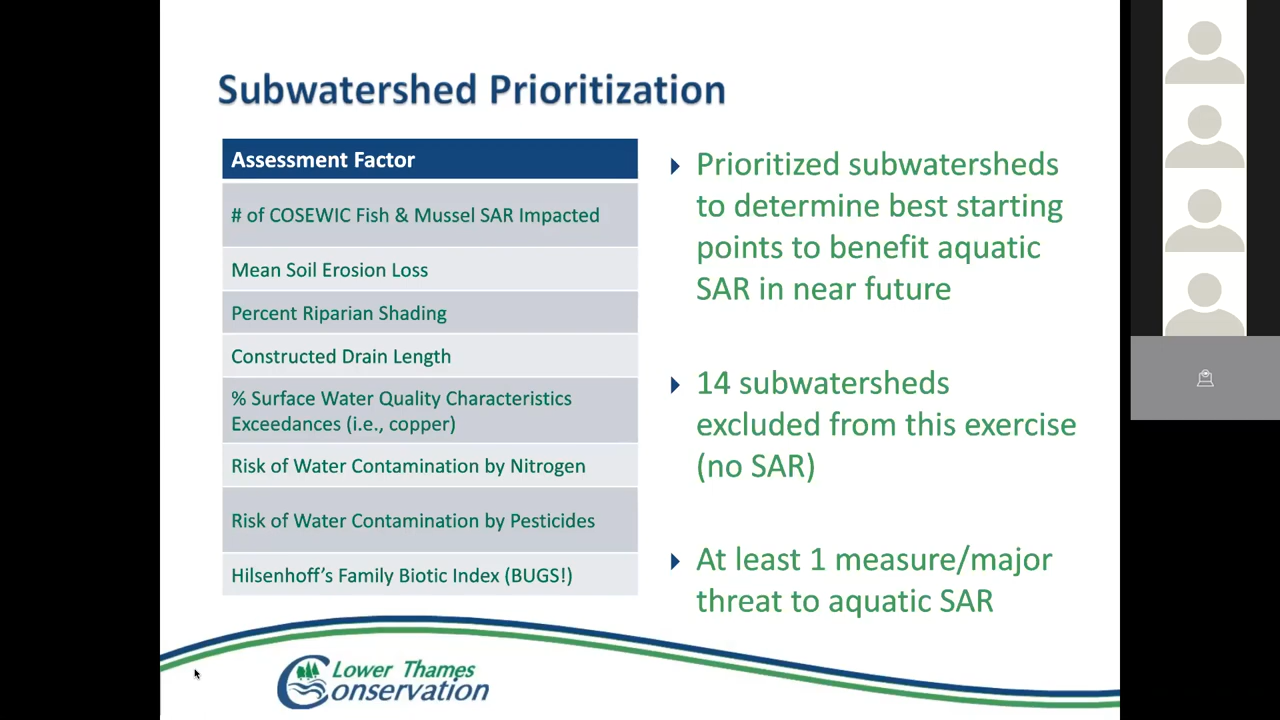 Subwatershed Prioritization
Assessment Factor
# of COSEWIC Fish & Mussel SAR Impacted
Mean Soil Erosion Loss
Percent Riparian Shading
Constructed Drain Length
% Surface Water Quality Characteristics
Exceedances (i.e., copper)
Risk of Water Contamination by Nitrogen
Risk of Water Contamination by Pesticides
Hilsenhoff's Family Biotic Index (BUGS!)
Prioritized subwatersheds
to determine best starting
points to benefit aquatic
SAR in near future
14 subwatersheds
excluded from this exercise
(no SAR)
At least 1 measure/major
threat to aquatic SAR
Lower Thames
Conservation